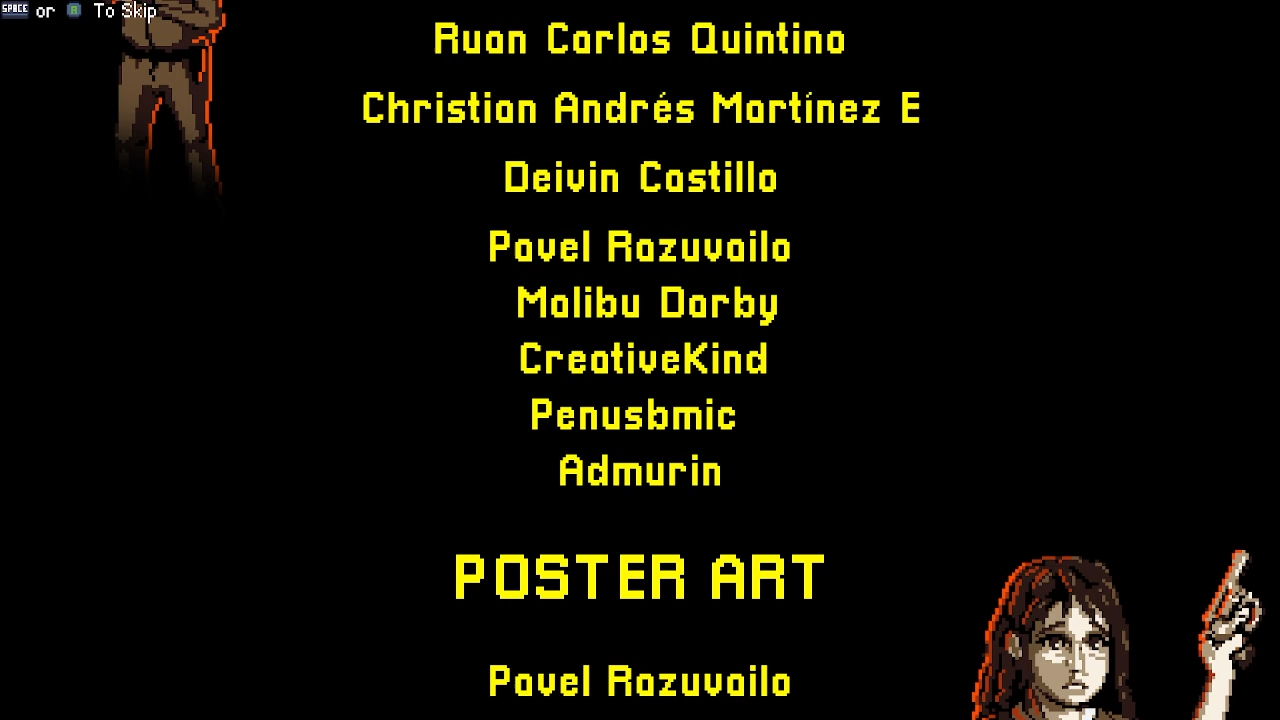 SPACE or A To Skip
Ruan Carlos Quintino
Christian Andrés Martínez E
Deivin Castillo
Pavel Razuvailo
Malibu Darby
CreativeKind
Penusbmic
Admurin
POSTER ART
Pavel Razuvailo